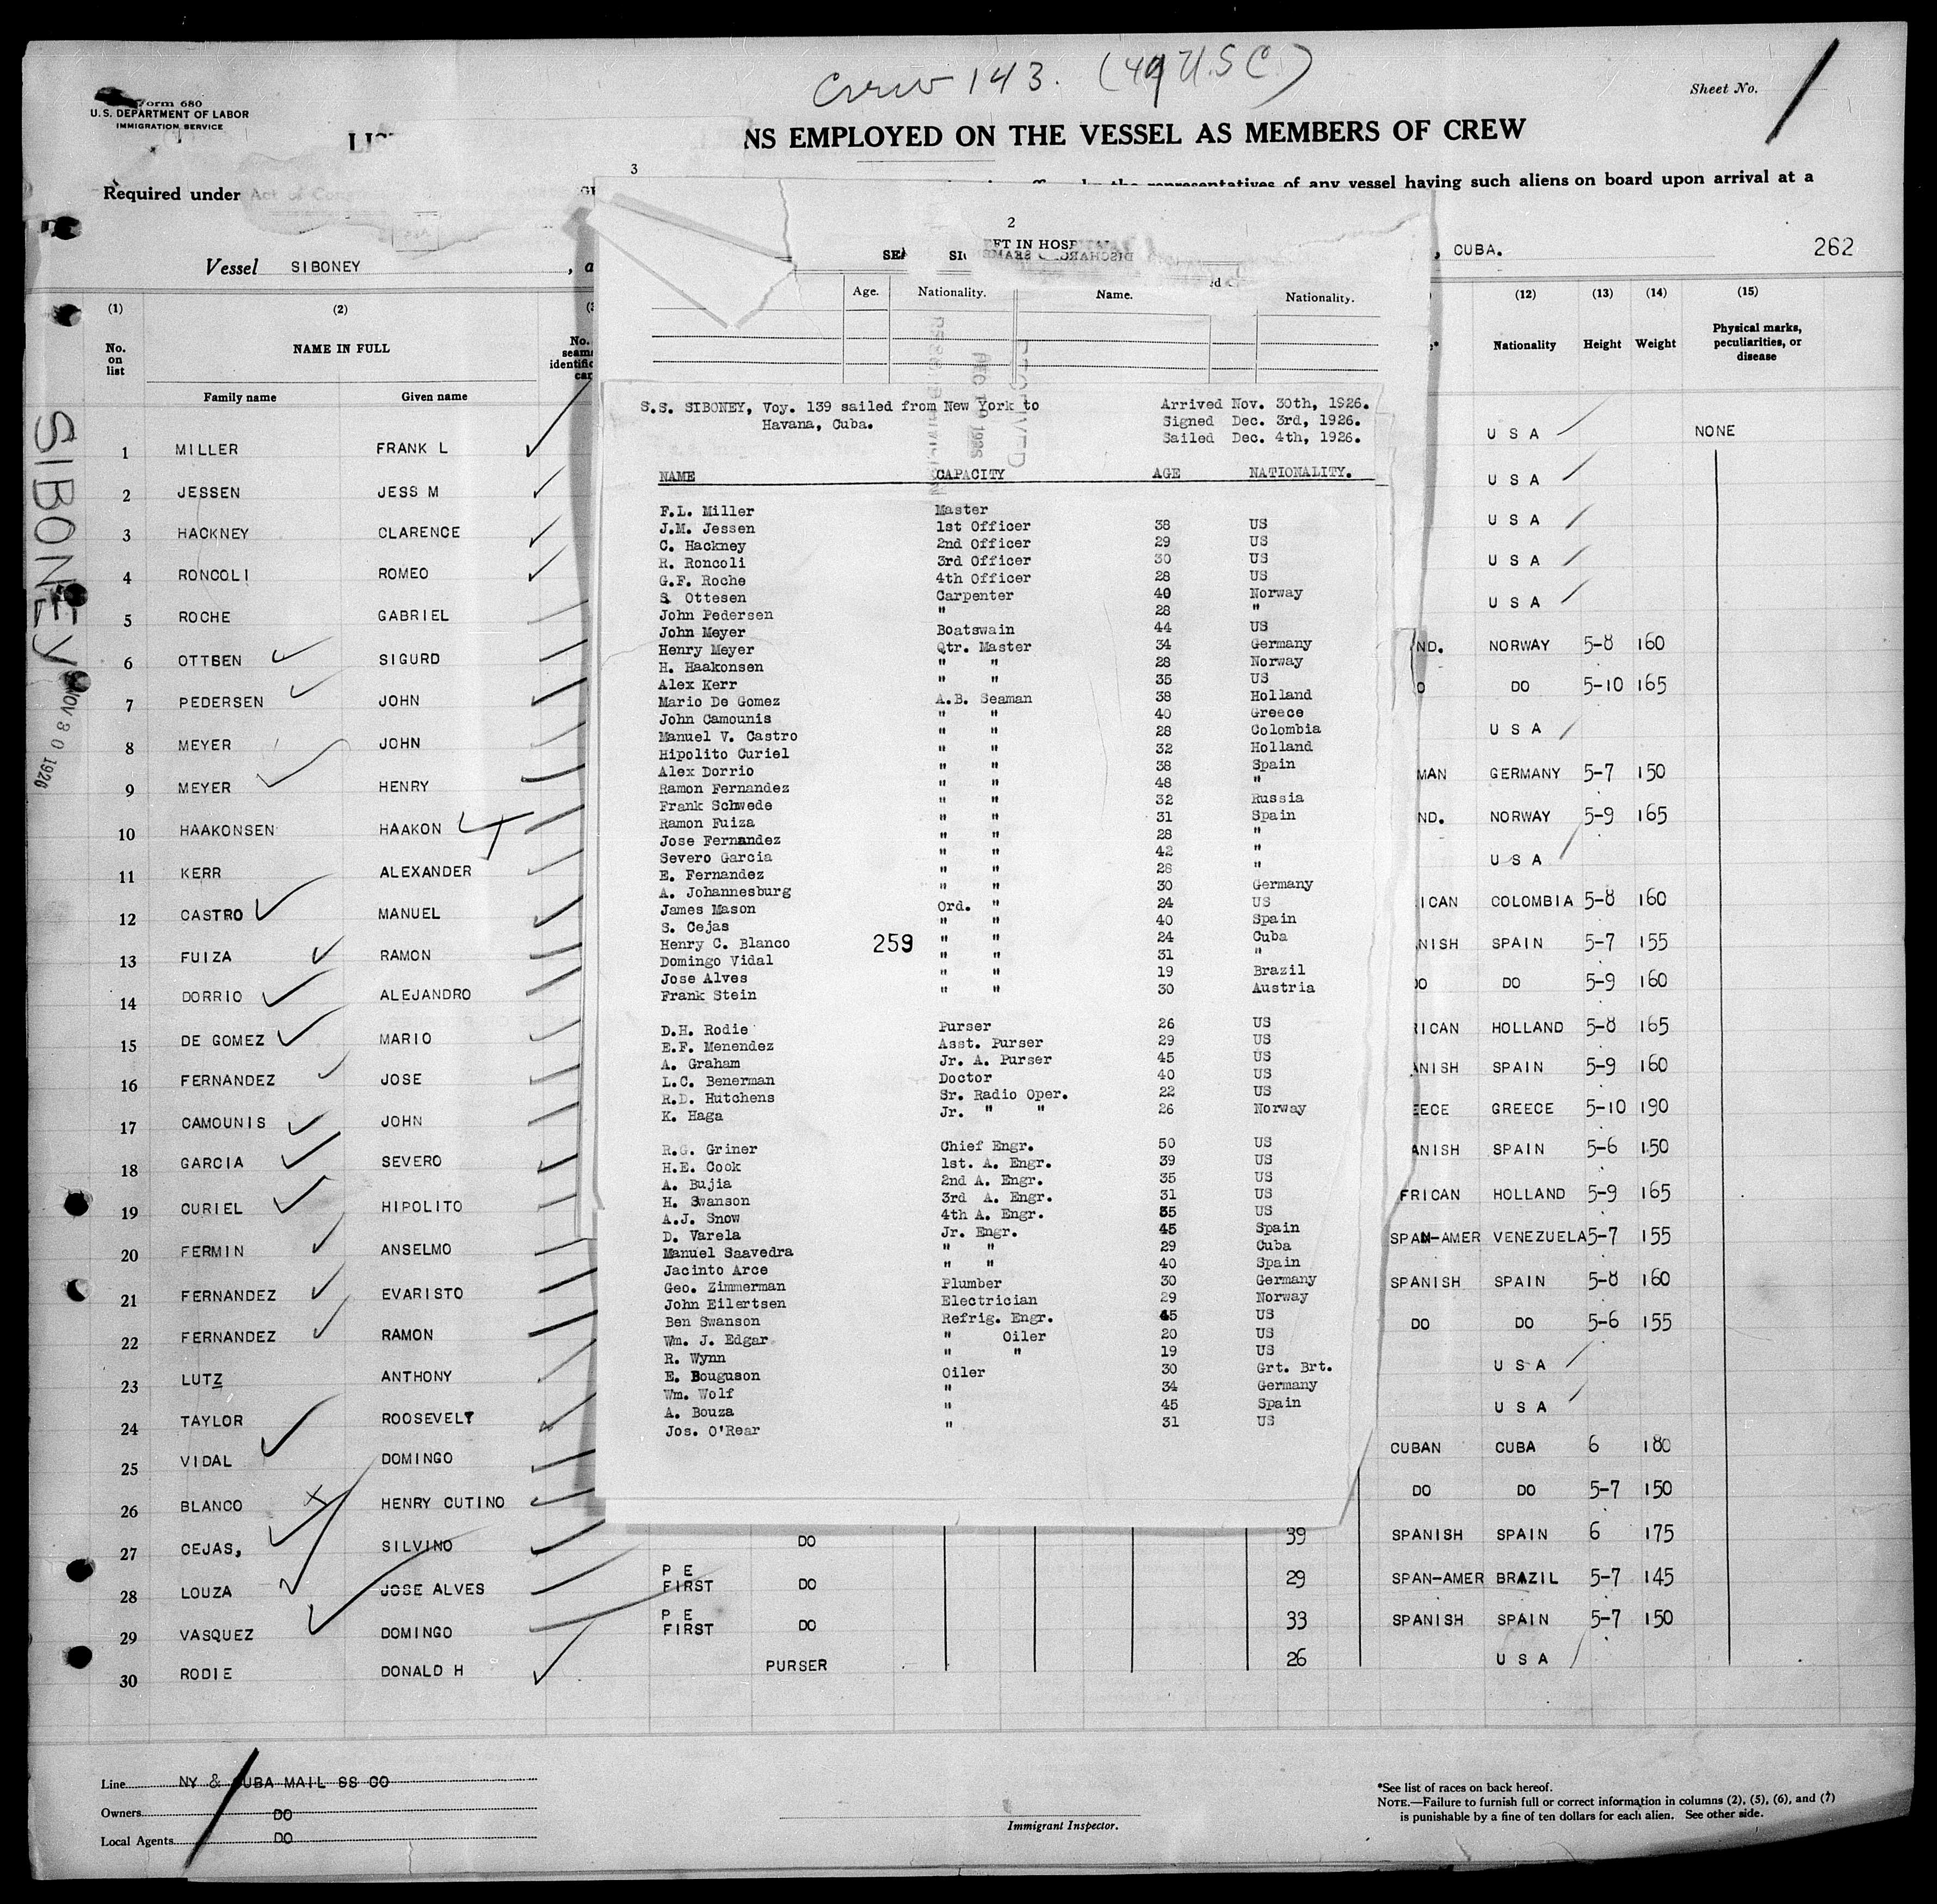 Crew 143. (49 U.S C.)
Form 680
U. S. DEPARTMENT OF LABOR
IMMIGRATION SERVICE
Sheet No.
NS EMPLOYED ON THE VESSEL AS MEMBERS OF CREW
3
Required under Act of
representatives of any vessel having such aliens on board upon arrival at a
2
FT IN HOSP
Vessel SIBONEY
, CUBA.
262
(1) (2) (12) (13) (14) (15)
No. on list
NAME IN FULL
Family name Given name
Nationality Height Weight
Physical marks, peculiarities, or disease
Age. Nationality. Name. Nationality.
SIBONEY
NOV 30 1926
S.S. SIBONEY, Voy. 139 sailed from New York to Arrived Nov. 30th, 1926.
Havana, Cuba. Signed Dec. 3rd, 1926.
Sailed Dec. 4th, 1926.
NAME CAPACITY AGE NATIONALITY.
F.L. Miller Master
J.M. Jessen 1st Officer 38 US
C. Hackney 2nd Officer 29 US
R. Roncoli 3rd Officer 30 US
G.F. Roche 4th Officer 28 US
S. Ottesen Carpenter 40 Norway
John Pedersen " 28 "
John Meyer Boatswain 44 US
Henry Meyer Qtr. Master 34 Germany
H. Haakonsen " " 28 Norway
Alex Kerr " " 35 US
Mario De Gomez A.B. Seaman 38 Holland
John Camounis " " 40 Greece
Manuel V. Castro " " 28 Colombia
Hipolito Curiel " " 32 Holland
Alex Dorrio " " 38 Spain
Ramon Fernandez " " 48 "
Frank Schwede " " 32 Russia
Ramon Fuiza " " 31 Spain
Jose Fernandez " " 28 "
Severo Garcia " " 42 "
E. Fernandez " " 28 "
A. Johannesburg " " 30 Germany
James Mason Ord. " 24 US
S. Cejas " " 40 Spain
Henry C. Blanco 259 " " 24 Cuba
Domingo Vidal " " 31 "
Jose Alves " " 19 Brazil
Frank Stein " " 30 Austria
D.H. Rodie Purser 26 US
E.F. Menendez Asst. Purser 29 US
A. Graham Jr. A. Purser 45 US
L.C. Benerman Doctor 40 US
R.D. Hutchens Sr. Radio Oper. 22 US
K. Haga Jr. " " 26 Norway
R.G. Griner Chief Engr. 50 US
H.E. Cook 1st. A. Engr. 39 US
A. Bujia 2nd A. Engr. 35 US
H. Swanson 3rd A. Engr. 31 US
A.J. Snow 4th A. Engr. 35 US
D. Varela Jr. Engr. 45 Spain
Manuel Saavedra " " 29 Cuba
Jacinto Arce " " 40 Spain
Geo. Zimmerman Plumber 30 Germany
John Eilertsen Electrician 29 Norway
Ben Swanson Refrig. Engr. 45 US
Wm. J. Edgar " Oiler 20 US
R. Wynn " " 19 US
E. Bouguson Oiler 30 Grt. Brt.
Wm. Wolf " 34 Germany
A. Bouza " 45 Spain
Jos. O'Rear " 31 US
1 MILLER FRANK L U S A NONE
2 JESSEN JESS M U S A
3 HACKNEY CLARENCE U S A
4 RONCOLI ROMEO U S A
5 ROCHE GABRIEL U S A
6 OTTSEN SIGURD ND. NORWAY 5-8 160
7 PEDERSEN JOHN O DO 5-10 165
8 MEYER JOHN U S A
9 MEYER HENRY MAN GERMANY 5-7 150
10 HAAKONSEN HAAKON ND. NORWAY 5-9 165
11 KERR ALEXANDER U S A
12 CASTRO MANUEL ICAN COLOMBIA 5-8 160
13 FUIZA RAMON NISH SPAIN 5-7 155
14 DORRIO ALEJANDRO DO DO 5-9 160
15 DE GOMEZ MARIO RICAN HOLLAND 5-8 165
16 FERNANDEZ JOSE ANISH SPAIN 5-9 160
17 CAMOUNIS JOHN EECE GREECE 5-10 190
18 GARCIA SEVERO ANISH SPAIN 5-6 150
19 CURIEL HIPOLITO FRICAN HOLLAND 5-9 165
20 FERMIN ANSELMO SPAN-AMER VENEZUELA 5-7 155
21 FERNANDEZ EVARISTO SPANISH SPAIN 5-8 160
22 FERNANDEZ RAMON DO DO 5-6 155
23 LUTZ ANTHONY U S A
24 TAYLOR ROOSEVELT U S A
25 VIDAL DOMINGO CUBAN CUBA 6 180
26 BLANCO HENRY CUTINO DO DO 5-7 150
27 CEJAS, SILVINO DO 39 SPANISH SPAIN 6 175
28 LOUZA JOSE ALVES P E FIRST DO 29 SPAN-AMER BRAZIL 5-7 145
29 VASQUEZ DOMINGO P E FIRST DO 33 SPANISH SPAIN 5-7 150
30 RODIE DONALD H PURSER 26 U S A
Line NY & CUBA MAIL SS CO
Owners DO
Local Agents DO
Immigrant Inspector.
*See list of races on back hereof.
NOTE.—Failure to furnish full or correct information in columns (2), (5), (6), and (7)
is punishable by a fine of ten dollars for each alien. See other side.